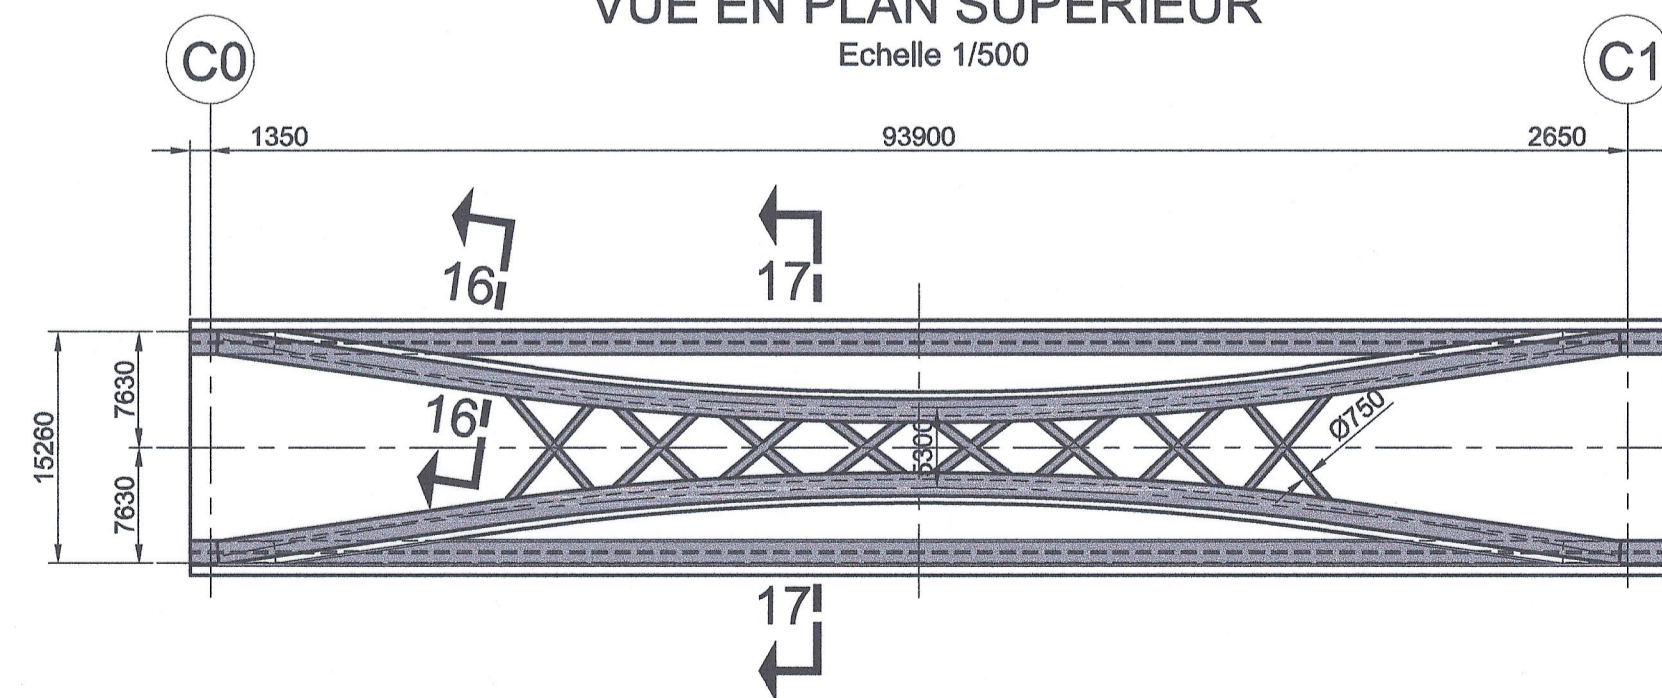 VUE EN PLAN SUPERIEUR
Echelle 1/500
C0
C1
1350
93900
2650
16
17
7630
15260
7630
16
5300
Ø750
17